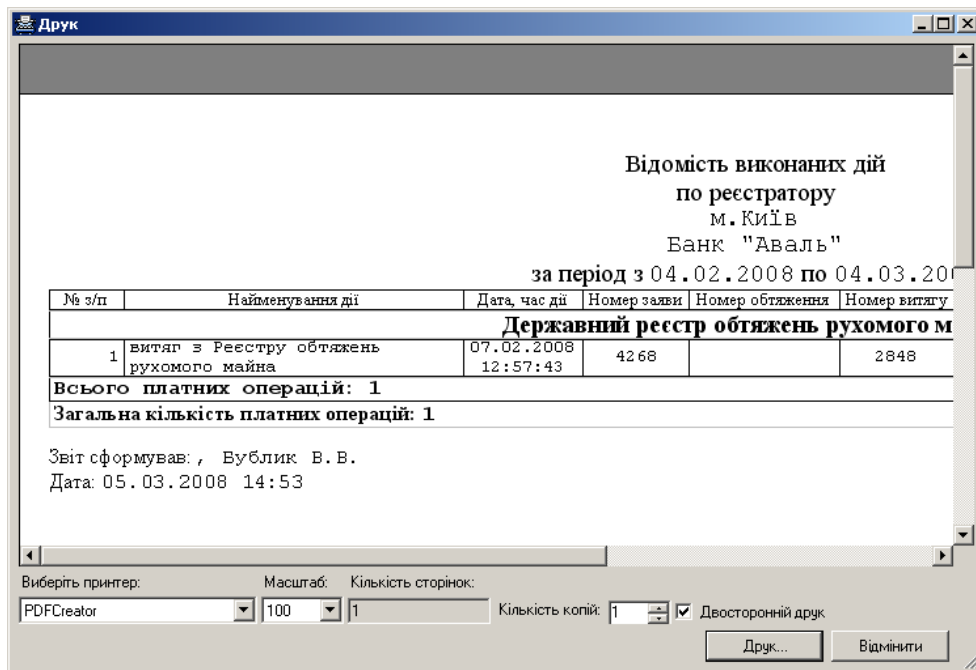 Друк
Відомість виконаних дій
по реєстратору
м.Київ
Банк "Аваль"
за період з 04.02.2008 по 04.03.20
№ з/п Найменування дії Дата, час дії Номер заяви Номер обтяження Номер витягу
Державний реєстр обтяжень рухомого м
1 витяг з Реєстру обтяжень рухомого майна 07.02.2008 12:57:43 4268 2848
Всього платних операцій: 1
Загальна кількість платних операцій: 1
Звіт сформував: , Бублик В.В.
Дата: 05.03.2008 14:53
Виберіть принтер: Масштаб: Кількість сторінок:
PDFCreator 100 1 Кількість копій: 1 Двосторонній друк
Друк... Відмінити